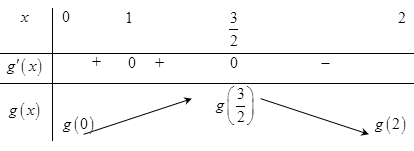 x 0 1 3/2 2
g'(x) + 0 + 0 −
g(x) g(0) g(3/2) g(2)